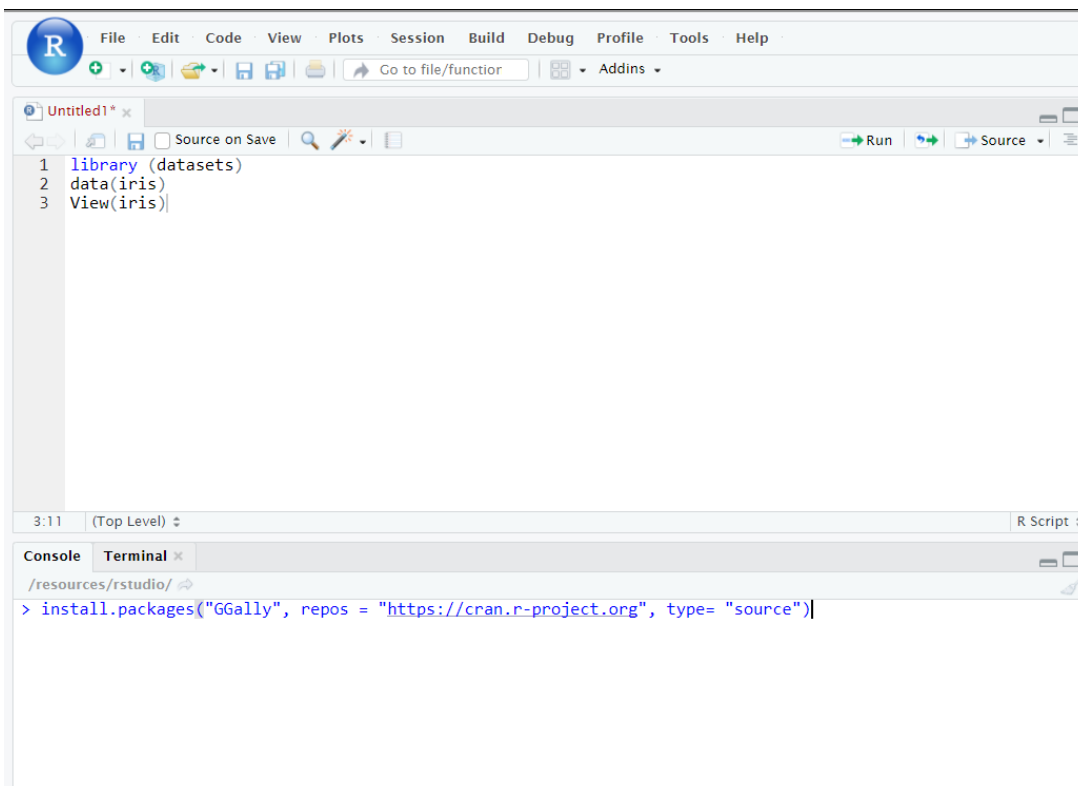 R
File Edit Code View Plots Session Build Debug Profile Tools Help
R Go to file/function Addins
R Untitled1* ×
Source on Save Run Source
1 library (datasets)
2 data(iris)
3 View(iris)
3:11 (Top Level) R Script
Console Terminal ×
/resources/rstudio/
> install.packages("GGally", repos = "https://cran.r-project.org", type= "source")